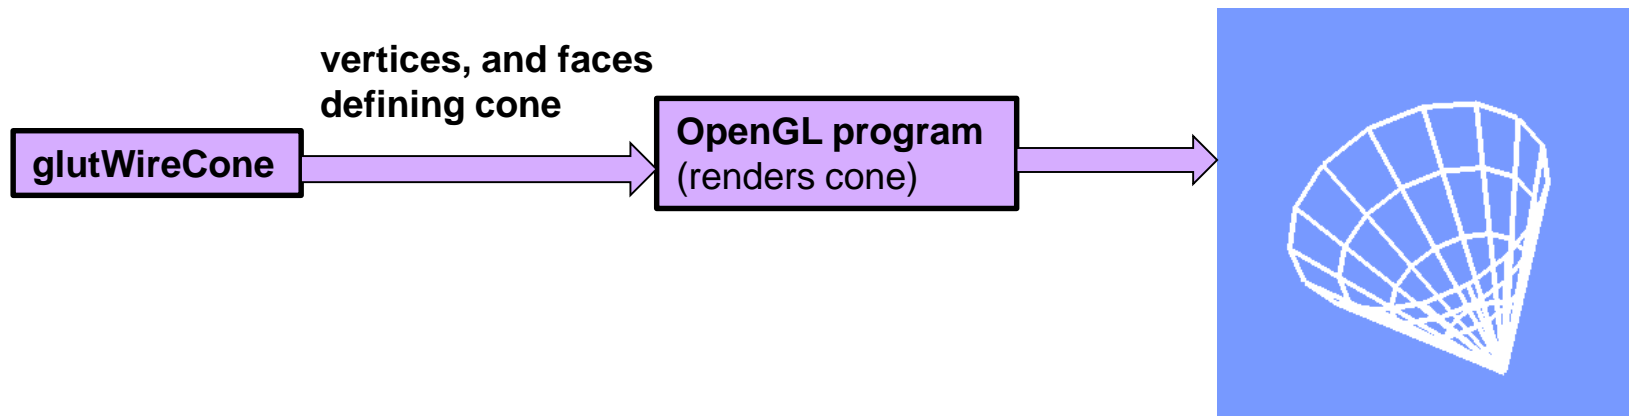 vertices, and faces
defining cone
glutWireCone
OpenGL program
(renders cone)